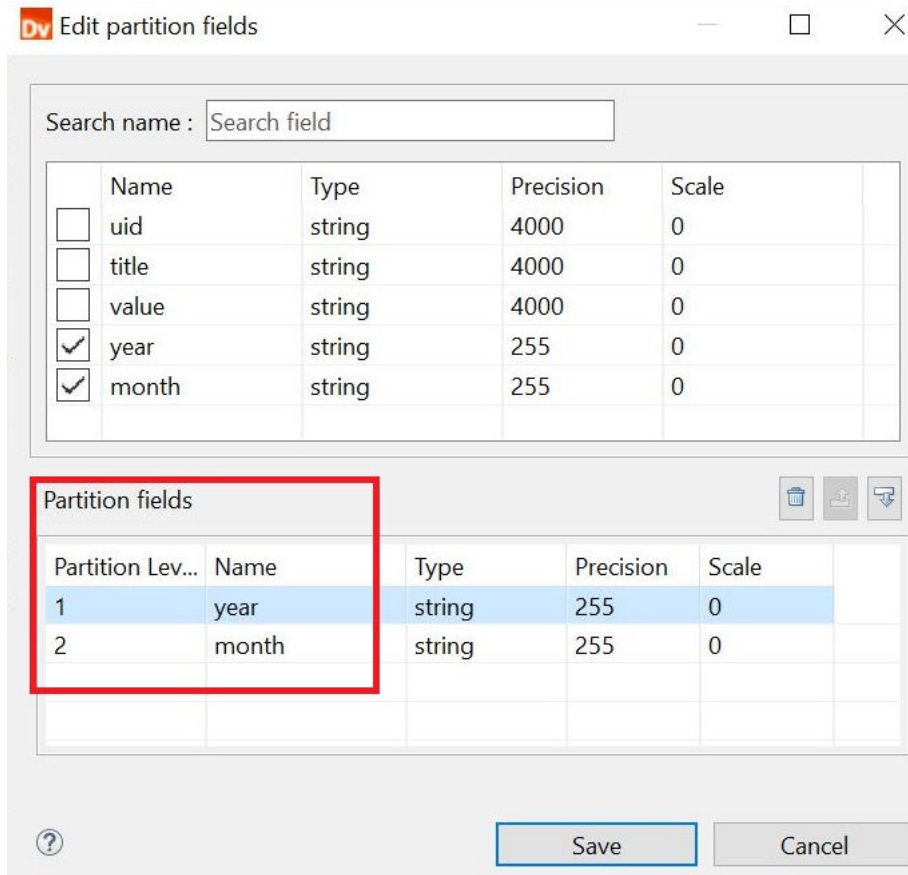 Dv Edit partition fields
Search name : Search field
Name Type Precision Scale
uid string 4000 0
title string 4000 0
value string 4000 0
year string 255 0
month string 255 0
Partition fields
Partition Lev... Name Type Precision Scale
1 year string 255 0
2 month string 255 0
? Save Cancel